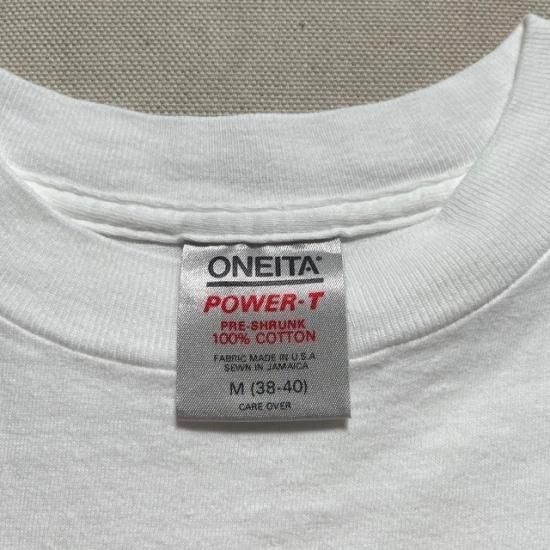 ONEITA®
POWER-T
PRE-SHRUNK
100% COTTON
FABRIC MADE IN U.S.A
SEWN IN JAMAICA
M (38-40)
CARE OVER